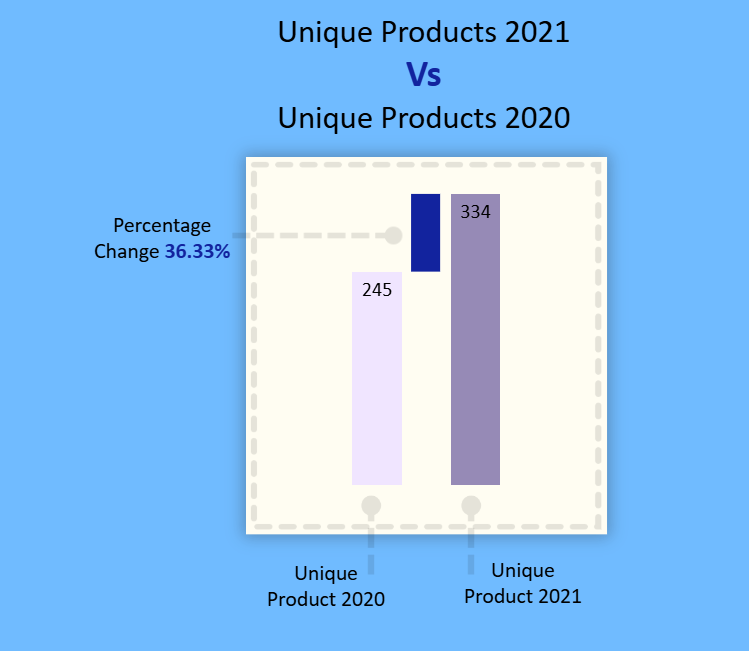 Unique Products 2021
Vs
Unique Products 2020
Percentage
Change 36.33%
334
245
Unique
Product 2020
Unique
Product 2021